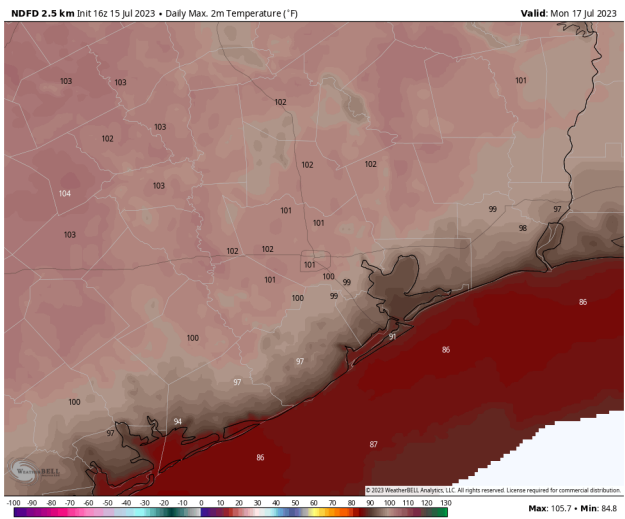 NDFD 2.5 km Init 16z 15 Jul 2023 • Daily Max. 2m Temperature (°F)
Valid: Mon 17 Jul 2023
103 103 101
102
103
102
102 102
103
104
99 97
101
101 98
103
102 102
101
101 100 99
100 99
86
100 91
86
97
97
100
94
97
87
86
WeatherBELL
© 2023 WeatherBELL Analytics, LLC. All rights reserved. License required for commercial distribution.
-100 -90 -80 -70 -60 -50 -40 -30 -20 -10 0 10 20 30 40 50 60 70 80 90 100 110 120 130
Max: 105.7 • Min: 84.8